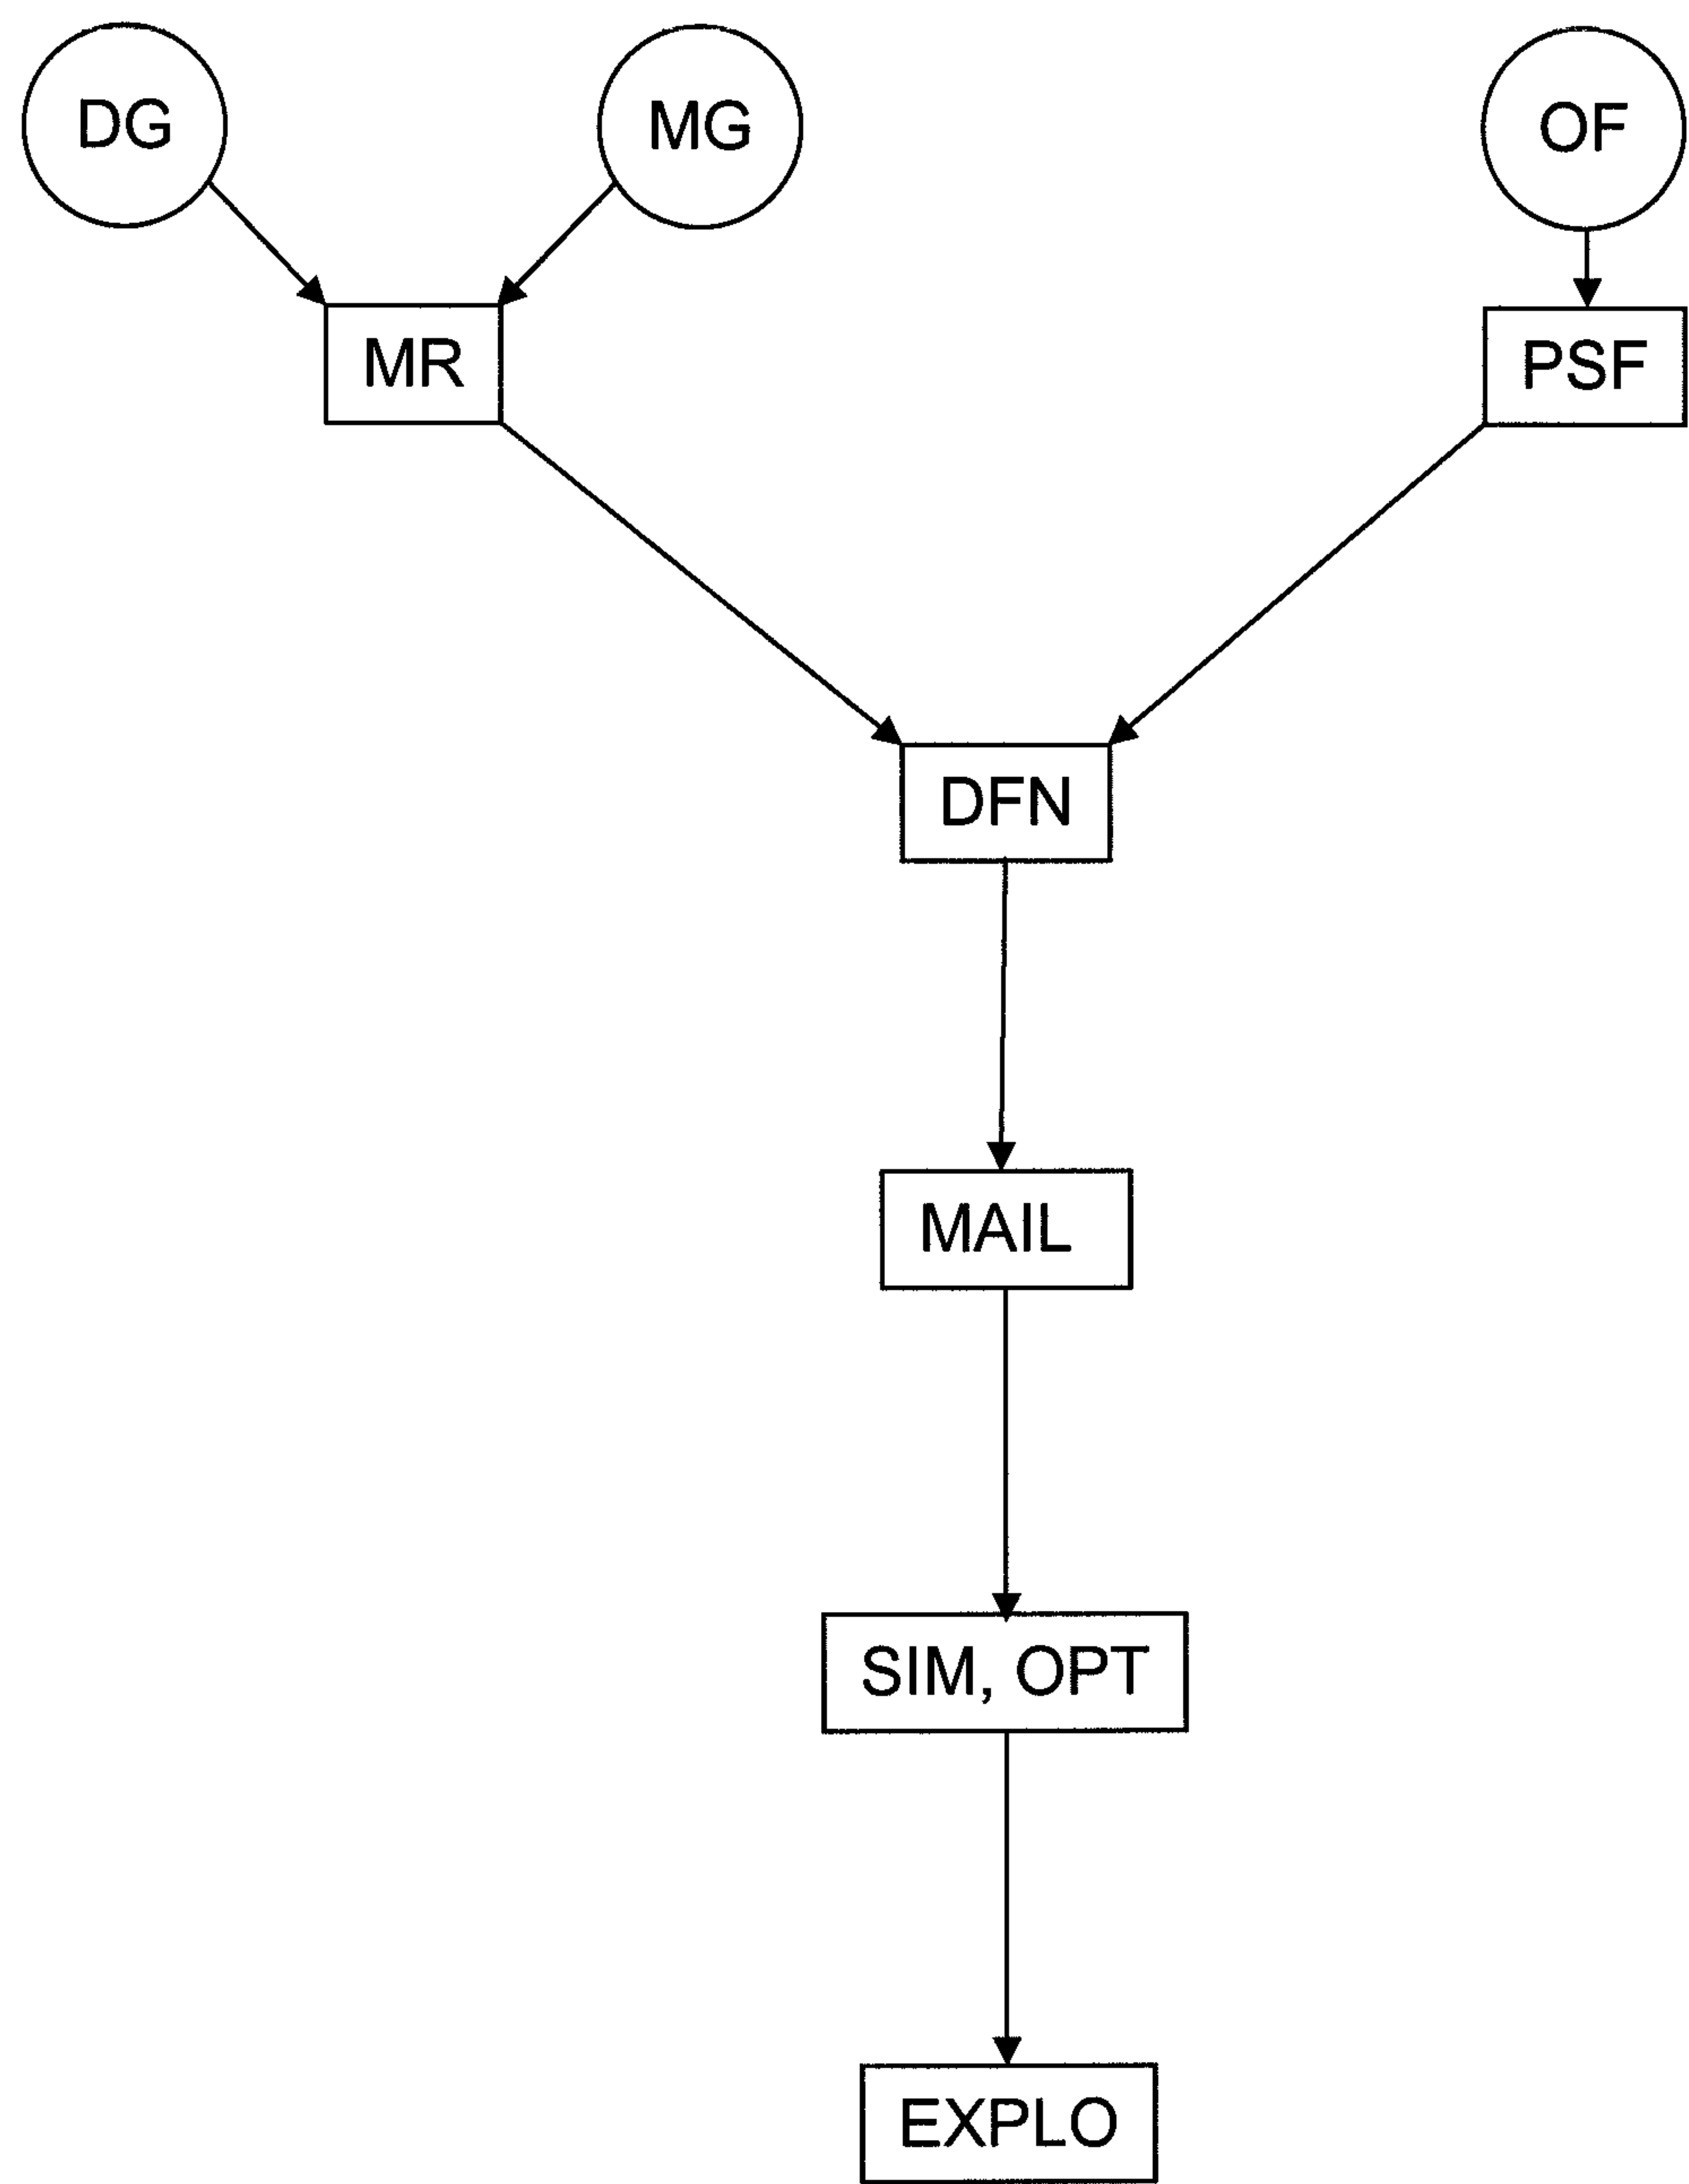 DG
MG
OF
MR
PSF
DFN
MAIL
SIM, OPT
EXPLO